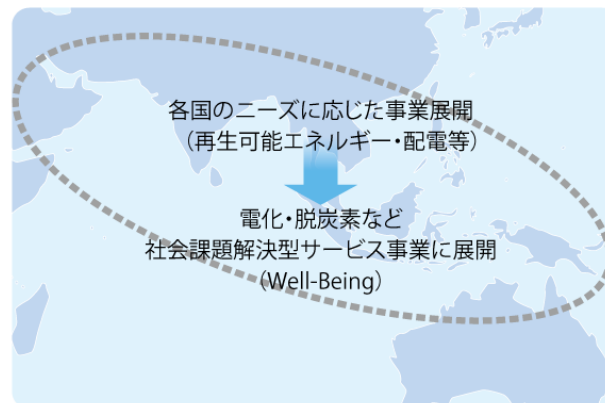 各国のニーズに応じた事業展開
（再生可能エネルギー・配電等）
電化・脱炭素など
社会課題解決型サービス事業に展開
（Well-Being）